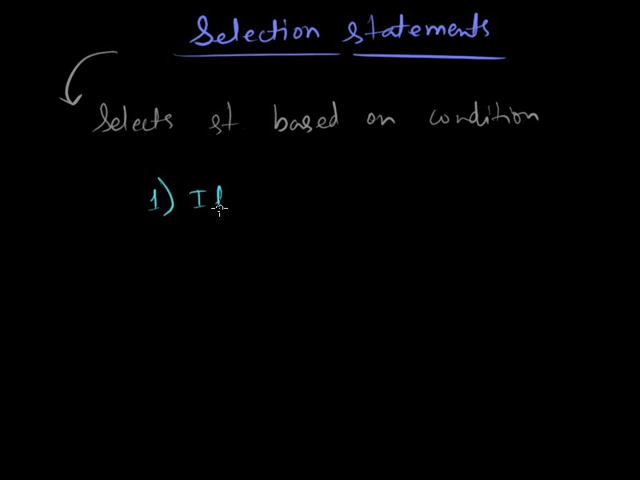 Selection statements
Selects st based on condition
1) If